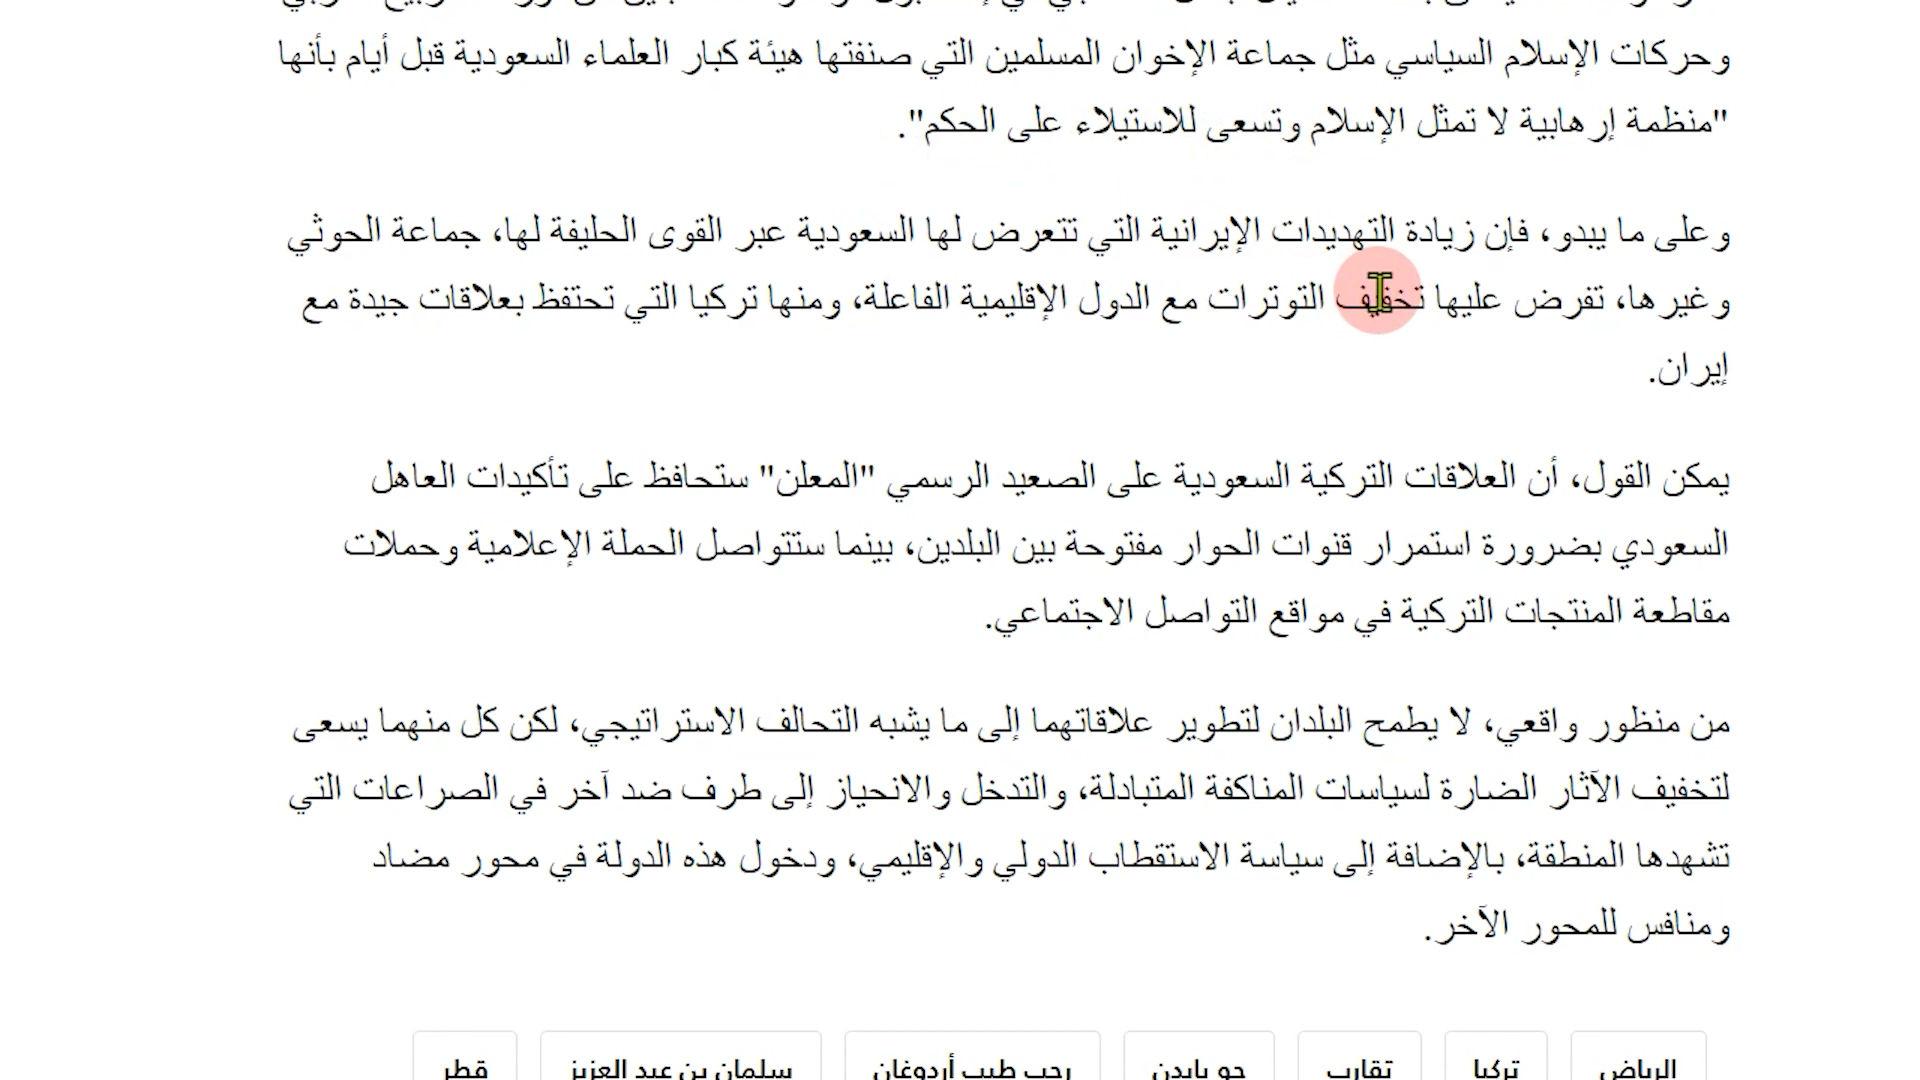 وحركات الإسلام السياسي مثل جماعة الإخوان المسلمين التي صنفتها هيئة كبار العلماء السعودية قبل أيام بأنها
"منظمة إرهابية لا تمثل الإسلام وتسعى للاستيلاء على الحكم".
وعلى ما يبدو، فإن زيادة التهديدات الإيرانية التي تتعرض لها السعودية عبر القوى الحليفة لها، جماعة الحوثي
وغيرها، تفرض عليها تخفيف التوترات مع الدول الإقليمية الفاعلة، ومنها تركيا التي تحتفظ بعلاقات جيدة مع
إيران.
يمكن القول، أن العلاقات التركية السعودية على الصعيد الرسمي "المعلن" ستحافظ على تأكيدات العاهل
السعودي بضرورة استمرار قنوات الحوار مفتوحة بين البلدين، بينما ستتواصل الحملة الإعلامية وحملات
مقاطعة المنتجات التركية في مواقع التواصل الاجتماعي.
من منظور واقعي، لا يطمح البلدان لتطوير علاقاتهما إلى ما يشبه التحالف الاستراتيجي، لكن كل منهما يسعى
لتخفيف الآثار الضارة لسياسات المناكفة المتبادلة، والتدخل والانحياز إلى طرف ضد آخر في الصراعات التي
تشهدها المنطقة، بالإضافة إلى سياسة الاستقطاب الدولي والإقليمي، ودخول هذه الدولة في محور مضاد
ومنافس للمحور الآخر.
الرياض تركيا تقارب جو بايدن رجب طيب أردوغان سلمان بن عبد العزيز قطر